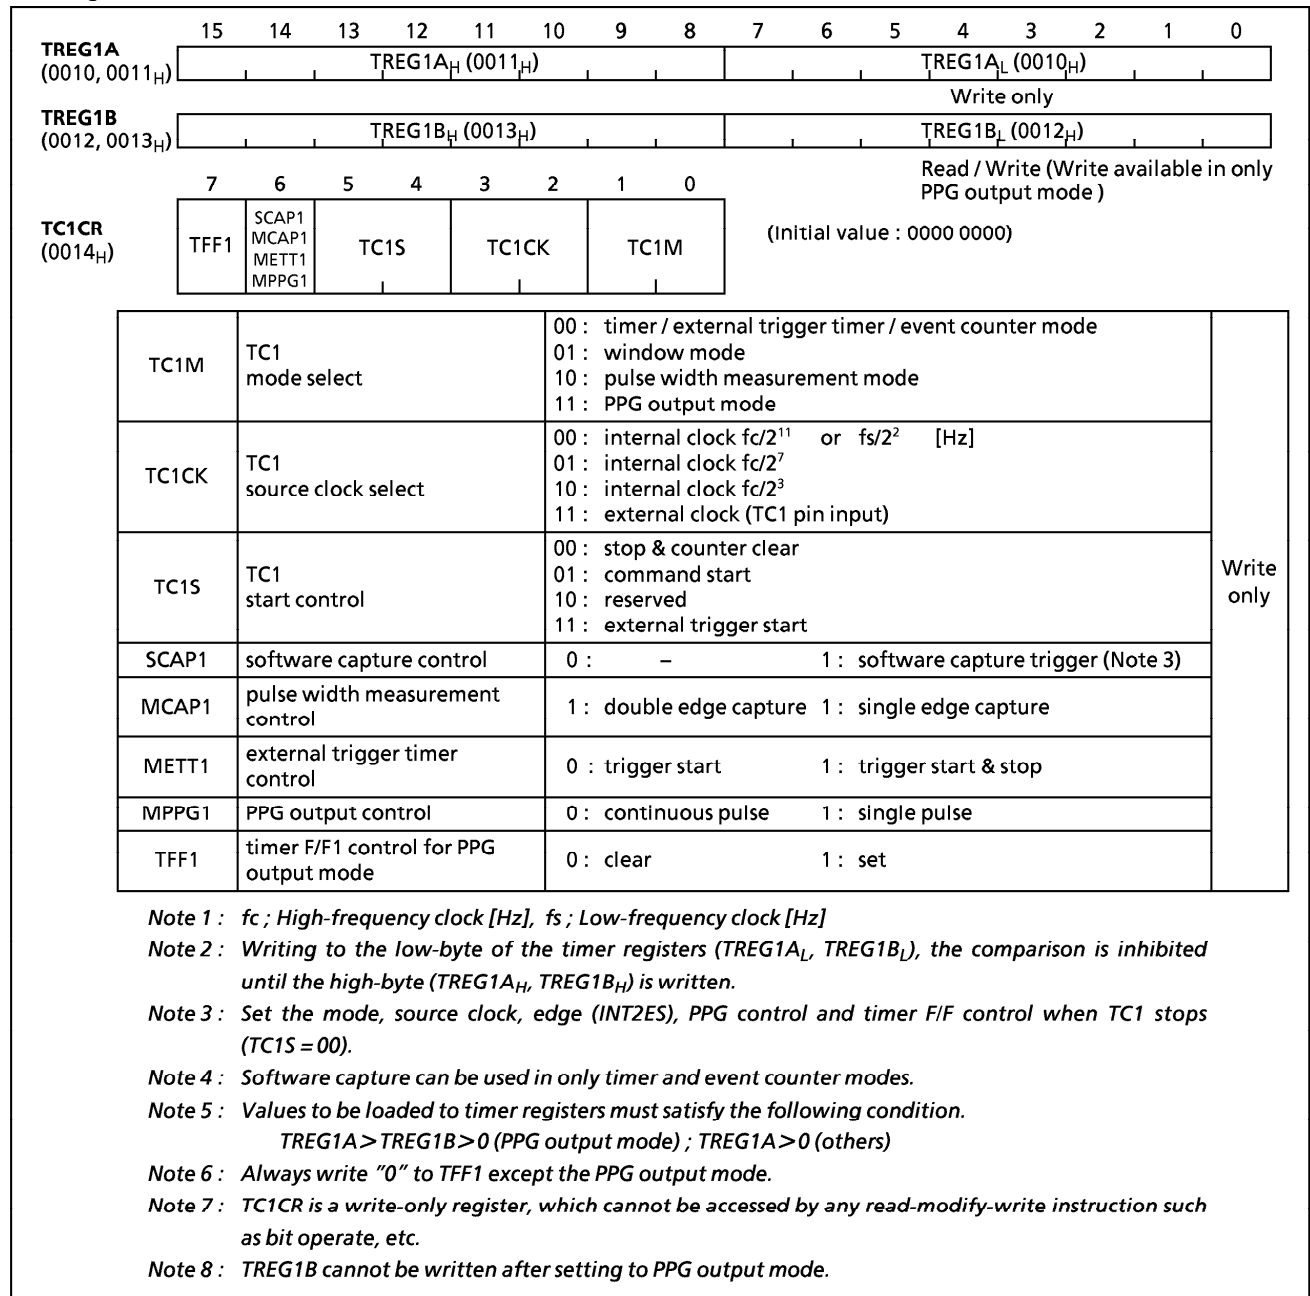 15 14 13 12 11 10 9 8 7 6 5 4 3 2 1 0
TREG1A
(0010, 0011H) TREG1AH (0011H) TREG1AL (0010H)
Write only
TREG1B
(0012, 0013H) TREG1BH (0013H) TREG1BL (0012H)
Read / Write (Write available in only
PPG output mode )
7 6 5 4 3 2 1 0
TC1CR
(0014H)
TFF1
SCAP1
MCAP1
METT1
MPPG1
TC1S TC1CK TC1M
(Initial value : 0000 0000)
TC1M
TC1
mode select
00 : timer / external trigger timer / event counter mode
01 : window mode
10 : pulse width measurement mode
11 : PPG output mode
TC1CK
TC1
source clock select
00 : internal clock fc/2¹¹ or fs/2² [Hz]
01 : internal clock fc/2⁷
10 : internal clock fc/2³
11 : external clock (TC1 pin input)
TC1S
TC1
start control
00 : stop & counter clear
01 : command start
10 : reserved
11 : external trigger start
Write
only
SCAP1 software capture control 0 : – 1 : software capture trigger (Note 3)
MCAP1
pulse width measurement
control
1 : double edge capture 1 : single edge capture
METT1
external trigger timer
control
0 : trigger start 1 : trigger start & stop
MPPG1 PPG output control 0 : continuous pulse 1 : single pulse
TFF1
timer F/F1 control for PPG
output mode
0 : clear 1 : set
Note 1 : fc ; High-frequency clock [Hz], fs ; Low-frequency clock [Hz]
Note 2 : Writing to the low-byte of the timer registers (TREG1AL, TREG1BL), the comparison is inhibited
until the high-byte (TREG1AH, TREG1BH) is written.
Note 3 : Set the mode, source clock, edge (INT2ES), PPG control and timer F/F control when TC1 stops
(TC1S = 00).
Note 4 : Software capture can be used in only timer and event counter modes.
Note 5 : Values to be loaded to timer registers must satisfy the following condition.
TREG1A > TREG1B > 0 (PPG output mode) ; TREG1A > 0 (others)
Note 6 : Always write "0" to TFF1 except the PPG output mode.
Note 7 : TC1CR is a write-only register, which cannot be accessed by any read-modify-write instruction such
as bit operate, etc.
Note 8 : TREG1B cannot be written after setting to PPG output mode.